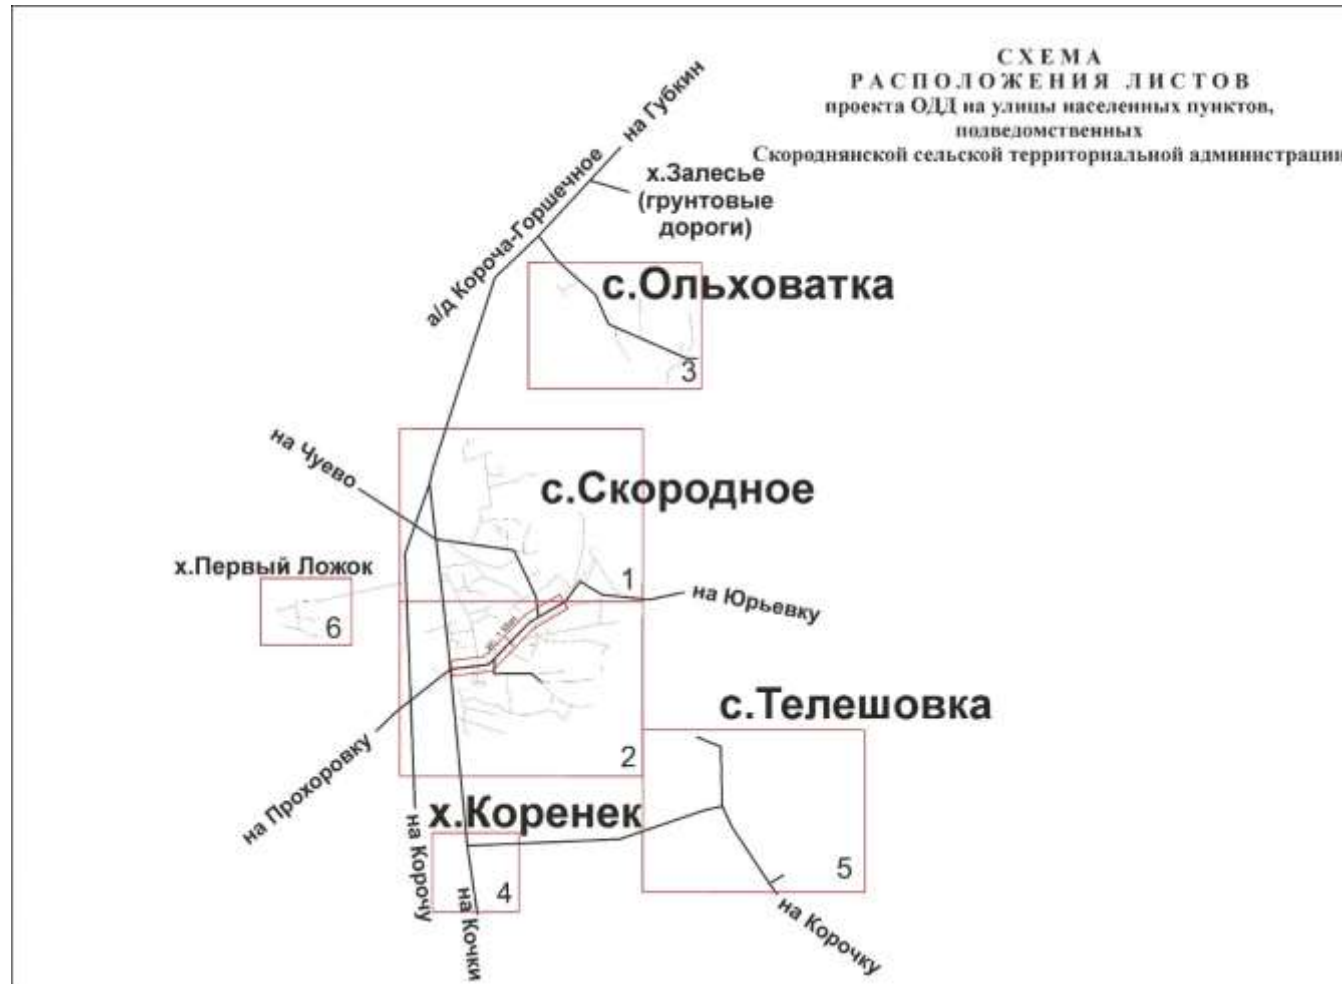 СХЕМА
РАСПОЛОЖЕНИЯ ЛИСТОВ
проекта ОДД на улицы населенных пунктов,
подведомственных
Скороднянской сельской территориальной администрации
на Губкин
а/д Короча-Горшечное
х.Залесье
(грунтовые
дороги)
с.Ольховатка
3
на Чуево
с.Скородное
х.Первый Ложок
6
1
на Юрьевку
с.Телешовка
2
на Прохоровку
х.Коренек
на Корочу
4
на Кочки
5
на Корочку